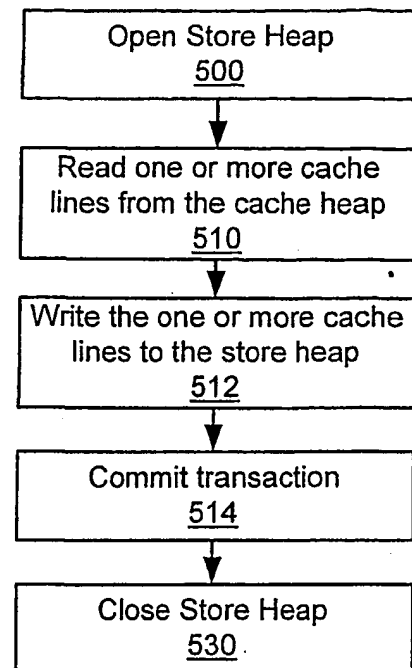 Open Store Heap
500
Read one or more cache
lines from the cache heap
510
Write the one or more cache
lines to the store heap
512
Commit transaction
514
Close Store Heap
530